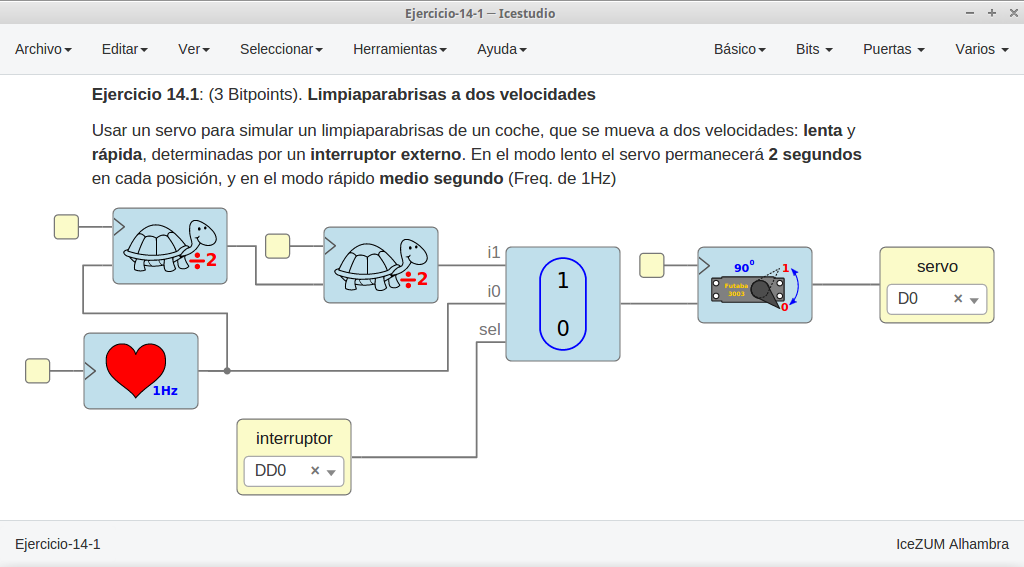 Ejercicio-14-1 — Icestudio
Archivo Editar Ver Seleccionar Herramientas Ayuda Básico Bits Puertas Varios
Ejercicio 14.1: (3 Bitpoints). Limpiaparabrisas a dos velocidades
Usar un servo para simular un limpiaparabrisas de un coche, que se mueva a dos velocidades: lenta y
rápida, determinadas por un interruptor externo. En el modo lento el servo permanecerá 2 segundos
en cada posición, y en el modo rápido medio segundo (Freq. de 1Hz)
÷2
÷2
i1
i0
sel
1
0
90º 1
Futaba
3003
0
servo
D0
1Hz
interruptor
DD0
Ejercicio-14-1 IceZUM Alhambra